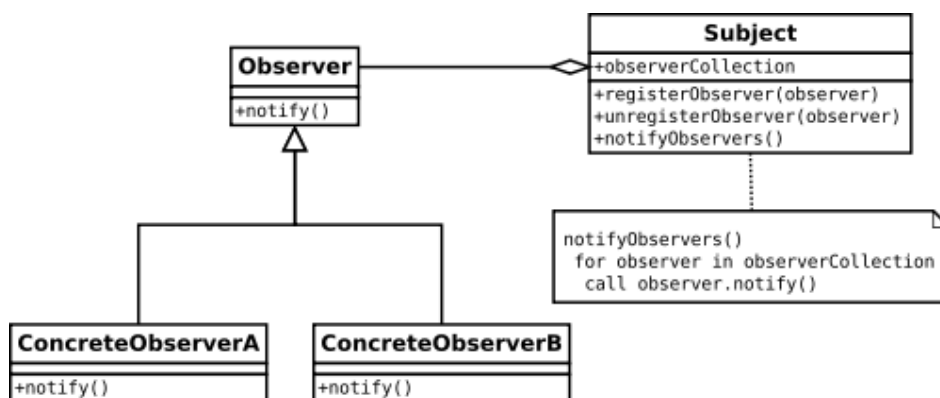 Subject
+observerCollection
+registerObserver(observer)
+unregisterObserver(observer)
+notifyObservers()
Observer
+notify()
notifyObservers()
for observer in observerCollection
call observer.notify()
ConcreteObserverA
+notify()
ConcreteObserverB
+notify()